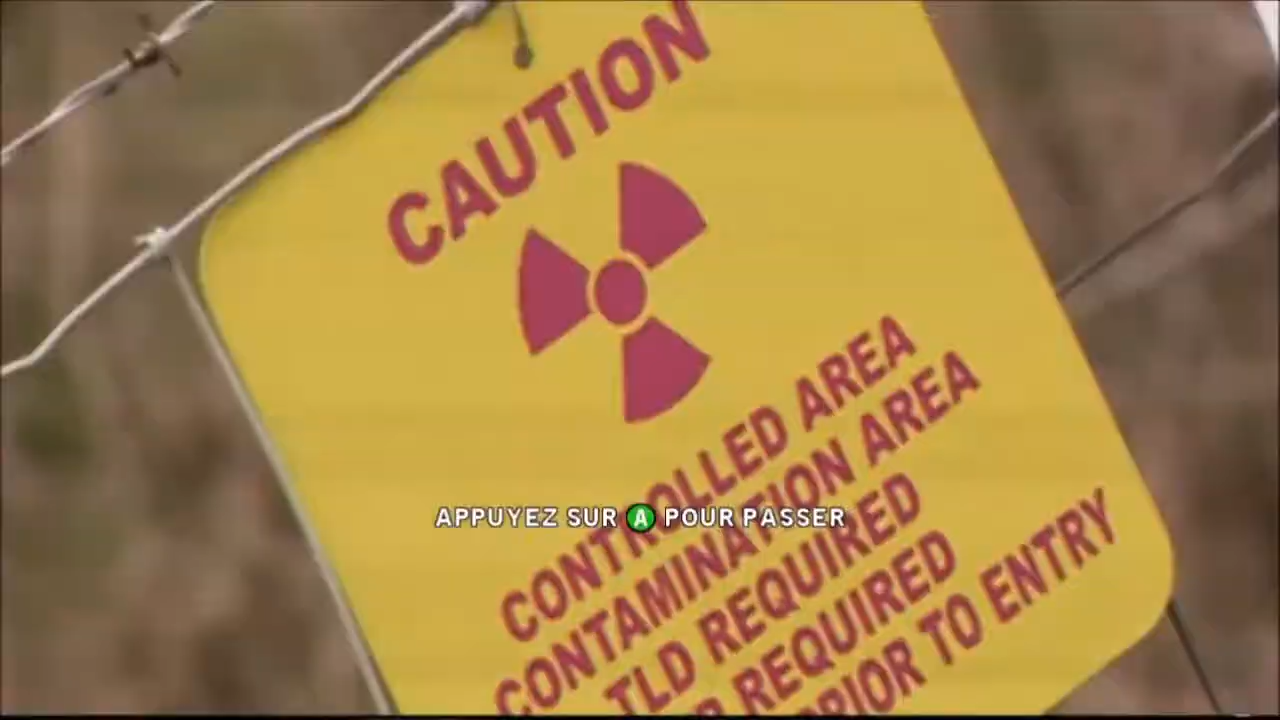 CAUTION
CONTROLLED AREA
CONTAMINATION AREA
TLD REQUIRED
REQUIRED
PRIOR TO ENTRY
APPUYEZ SUR A POUR PASSER